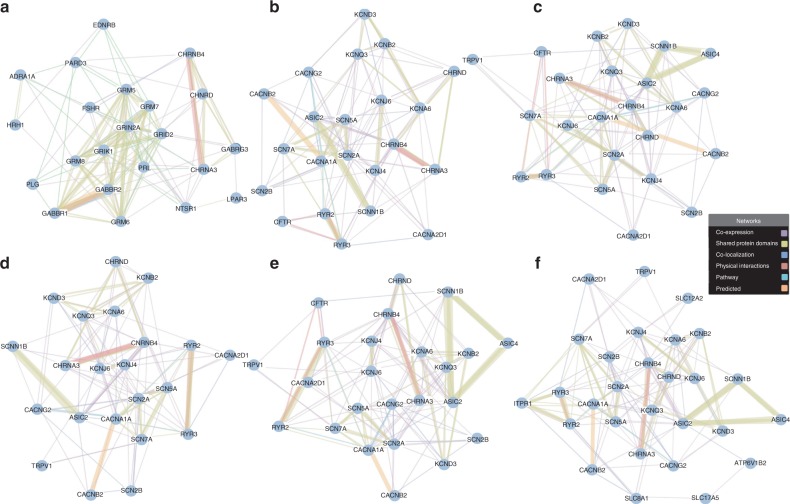 a
EDNRB
CHRNB4
PARD3
ADRA1A
GRM5
CHNRD
GRM7
FSHR
GRIN2A
HRH1
GRID2
GRIK1
GABRG3
GRM8
PRL
CHRNA3
PLG
GABBR2
LPAR3
NTSR1
GABBR1
GRM6
b
KCND3
KCNB2
KCNQ3
CACNG2
CHRND
CACNB2
KCNJ6
KCNA6
ASIC2
SCN5A
CHRNB4
SCN7A
SCN2A
CACNA1A
KCNJ4
CHRNA3
SCN2B
SCNN1B
CFTR
RYR2
CACNA2D1
RYR3
c
KCND3
KCNB2
SCNN1B
CFTR
ASIC4
TRPV1
KCNQ3
CHRNA3
ASIC2
CACNG2
CHRNB4
KCNA6
SCN7A
CACNA1A
KCNJ6
CHRND
SCN2A
CACNB2
RYR2
RYR3
KCNJ4
SCN5A
SCN2B
CACNA2D1
Networks
Co-expression
Shared protein domains
Co-localization
Physical interactions
Pathway
Predicted
d
CHRND
KCNB2
KCND3
KCNQ3
KCNA6
SCNN1B
CNRNB4
RYR2
CACNA2D1
CHRNA3
KCNJ6
KCNJ4
SCN2A
SCN5A
CACNG2
ASIC2
CACNA1A
SCN7A
RYR3
TRPV1
CACNB2
SCN2B
e
CHRND
SCNN1B
CFTR
CHRNB4
RYR3
KCNJ4
ASIC4
KCNA6
KCNB2
TRPV1
KCNJ6
KCNQ3
CACNA2D1
CHRNA3
ASIC2
SCN5A
CACNG2
RYR2
SCN7A
SCN2A
SCN2B
CACNA1A
KCND3
CACNB2
f
TRPV1
CACNA2D1
SLC12A2
SCN7A
KCNJ4
KCNA6
KCNB2
SCN2B
CHRNB4
CHRND
KCNJ6
SCNN1B
RYR3
SCN2A
ITPR1
CACNA1A
KCNQ3
RYR2
SCN5A
ASIC2
KCND3
ASIC4
CHRNA3
CACNG2
ATP6V1B2
CACNB2
SLC8A1
SLC17A5